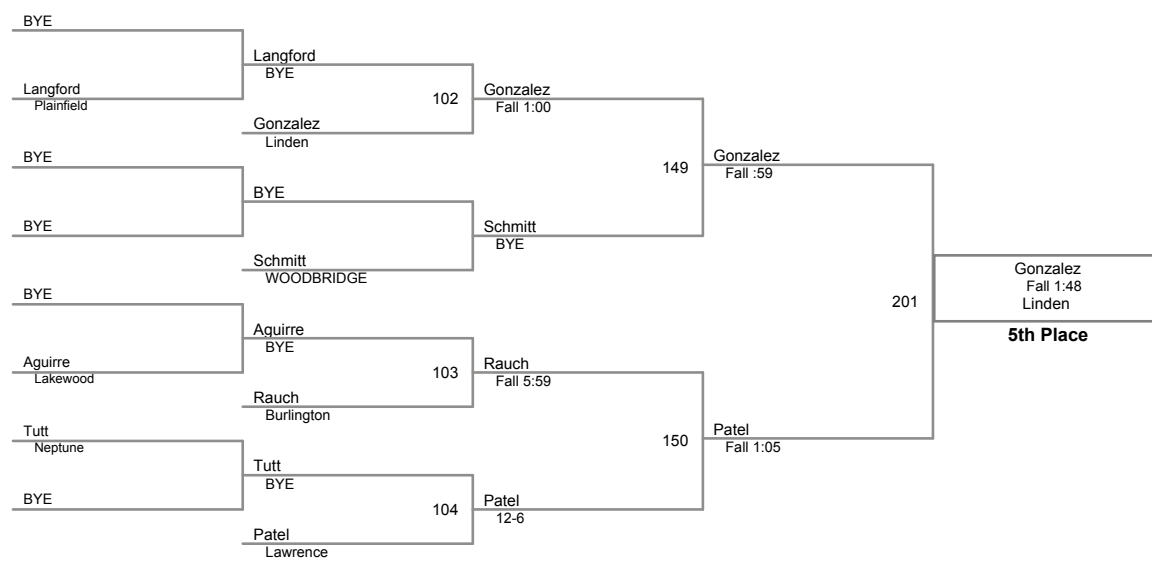 BYE
Langford
Plainfield
BYE
BYE
BYE
Aguirre
Lakewood
Tutt
Neptune
BYE
Langford
BYE
Gonzalez
Linden
BYE
Schmitt
WOODBRIDGE
Aguirre
BYE
Rauch
Burlington
Tutt
BYE
Patel
Lawrence
102
103
104
Gonzalez
Fall 1:00
Schmitt
BYE
Rauch
Fall 5:59
Patel
12-6
149
150
Gonzalez
Fall :59
Patel
Fall 1:05
201
Gonzalez
Fall 1:48
Linden
5th Place